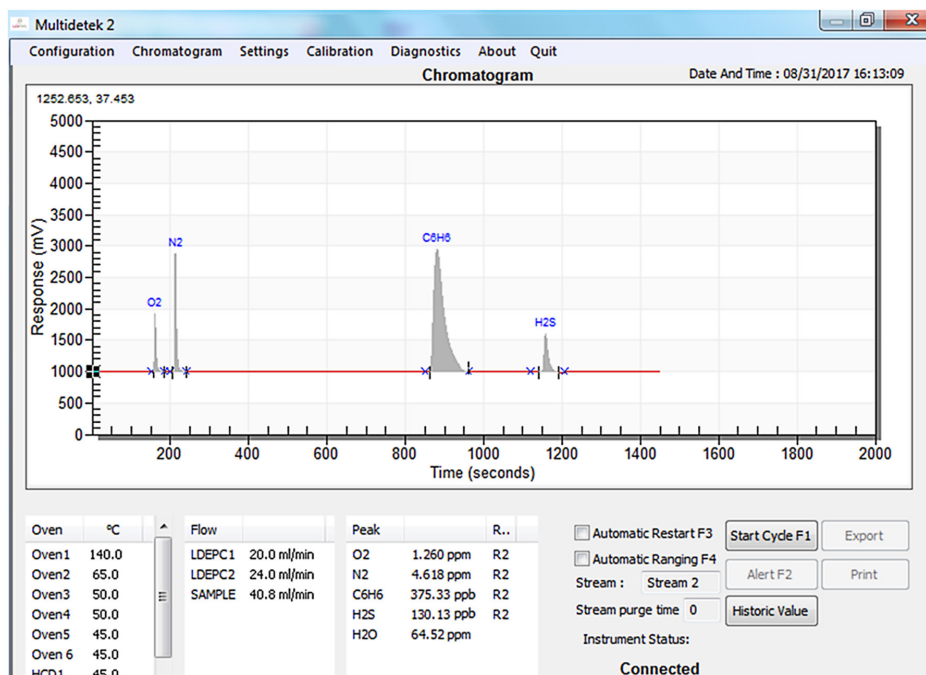 Multidetek 2
Configuration Chromatogram Settings Calibration Diagnostics About Quit
Chromatogram
Date And Time : 08/31/2017 16:13:09
1252.653, 37.453
5000
4500
4000
3500
3000
2500
2000
1500
1000
500
0
Response (mV)
O2
N2
C6H6
H2S
200 400 600 800 1000 1200 1400 1600 1800 2000
Time (seconds)
Oven ºC
Oven1 140.0
Oven2 65.0
Oven3 50.0
Oven4 50.0
Oven5 45.0
Oven 6 45.0
HCD1 45.0
Flow
LDEPC1 20.0 ml/min
LDEPC2 24.0 ml/min
SAMPLE 40.8 ml/min
Peak R..
O2 1.260 ppm R2
N2 4.618 ppm R2
C6H6 375.33 ppb R2
H2S 130.13 ppb R2
H2O 64.52 ppm
Automatic Restart F3
Automatic Ranging F4
Stream : Stream 2
Stream purge time 0
Instrument Status:
Connected
Start Cycle F1
Export
Alert F2
Print
Historic Value